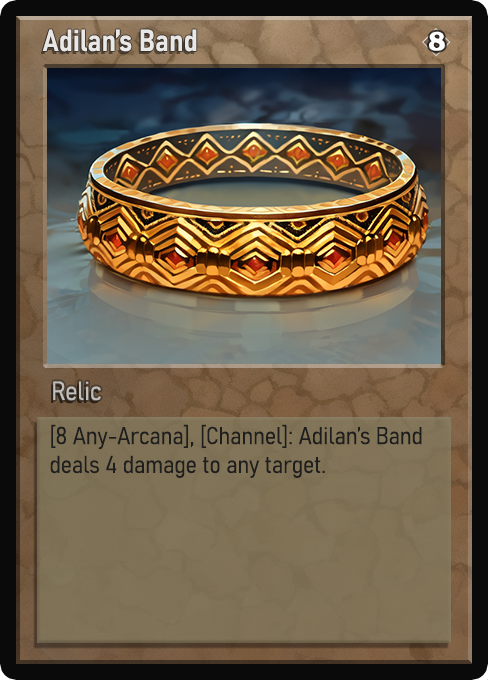 Adilan's Band
8
Relic
[8 Any-Arcana], [Channel]: Adilan's Band
deals 4 damage to any target.